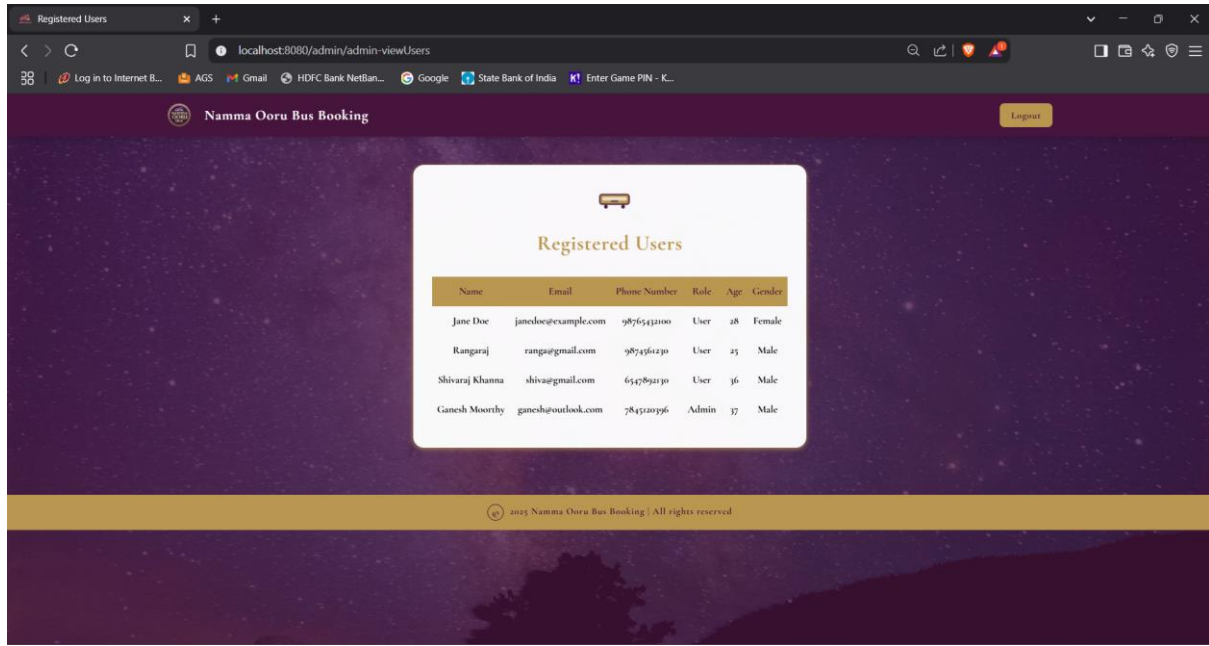 Registered Users
localhost:8080/admin/admin-viewUsers
Log in to Internet B... AGS Gmail HDFC Bank NetBan... Google State Bank of India K! Enter Game PIN - K...
Namma Ooru Bus Booking Logout
Registered Users
Name Email Phone Number Role Age Gender
Jane Doe janedoe@example.com 98765432100 User 28 Female
Rangaraj ranga@gmail.com 9874561230 User 25 Male
Shivaraj Khanna shiva@gmail.com 6547892130 User 36 Male
Ganesh Moorthy ganesh@outlook.com 7845120396 Admin 37 Male
2025 Namma Ooru Bus Booking | All rights reserved